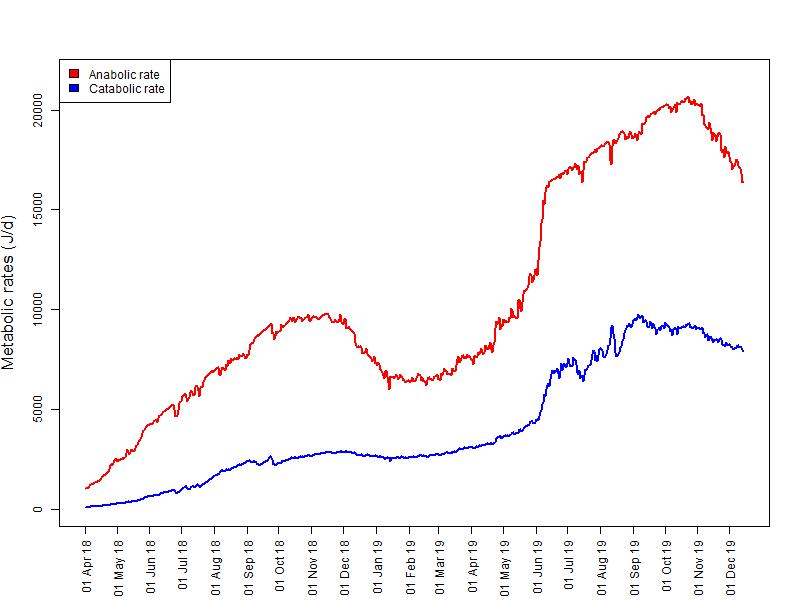 Anabolic rate
Catabolic rate
Metabolic rates (J/d)
20000
15000
10000
5000
0
01 Apr 18
01 May 18
01 Jun 18
01 Jul 18
01 Aug 18
01 Sep 18
01 Oct 18
01 Nov 18
01 Dec 18
01 Jan 19
01 Feb 19
01 Mar 19
01 Apr 19
01 May 19
01 Jun 19
01 Jul 19
01 Aug 19
01 Sep 19
01 Oct 19
01 Nov 19
01 Dec 19